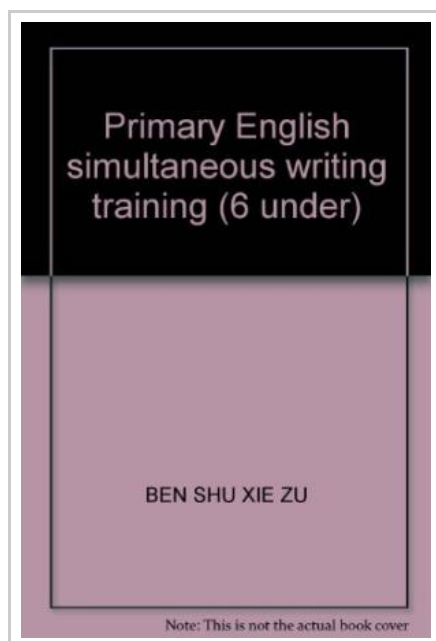 Primary English
simultaneous writing
training (6 under)
BEN SHU XIE ZU
Note: This is not the actual book cover